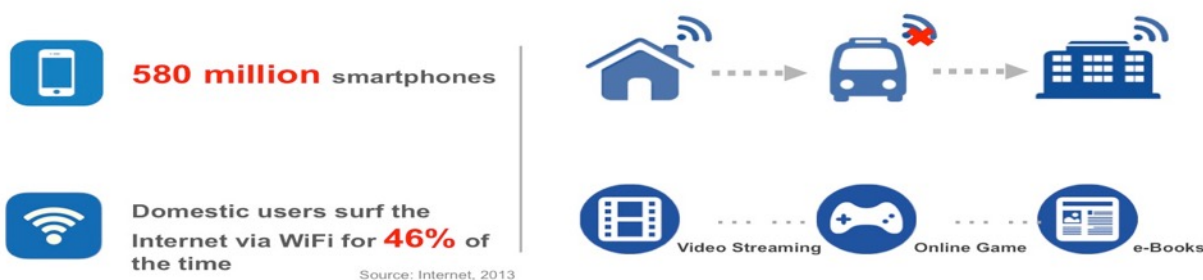 580 million smartphones
Domestic users surf the
Internet via WiFi for 46% of
the time
Source: Internet, 2013
Video Streaming
Online Game
e-Books